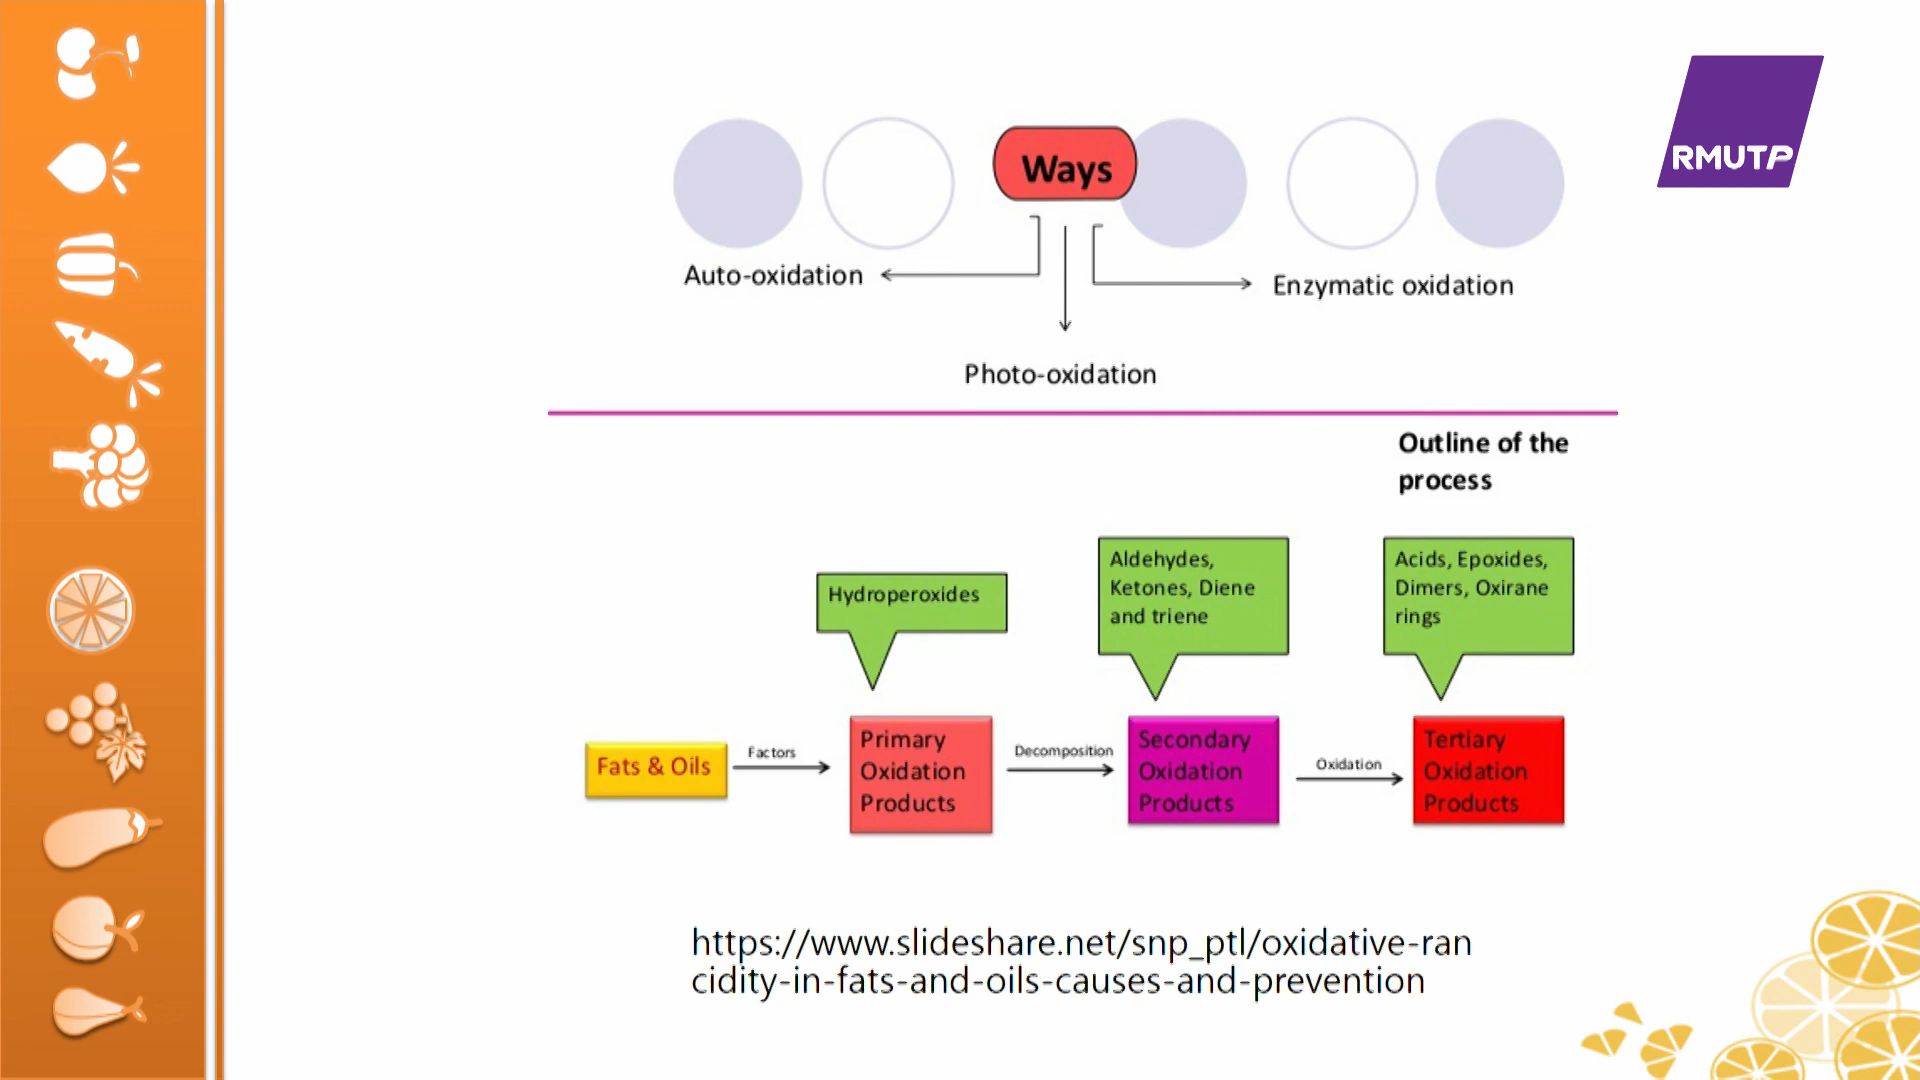 RMUTP
Ways
Auto-oxidation
Enzymatic oxidation
Photo-oxidation
Outline of the
process
Hydroperoxides
Aldehydes,
Ketones, Diene
and triene
Acids, Epoxides,
Dimers, Oxirane
rings
Fats & Oils
Factors
Primary
Oxidation
Products
Decomposition
Secondary
Oxidation
Products
Oxidation
Tertiary
Oxidation
Products
https://www.slideshare.net/snp_ptl/oxidative-ran
cidity-in-fats-and-oils-causes-and-prevention